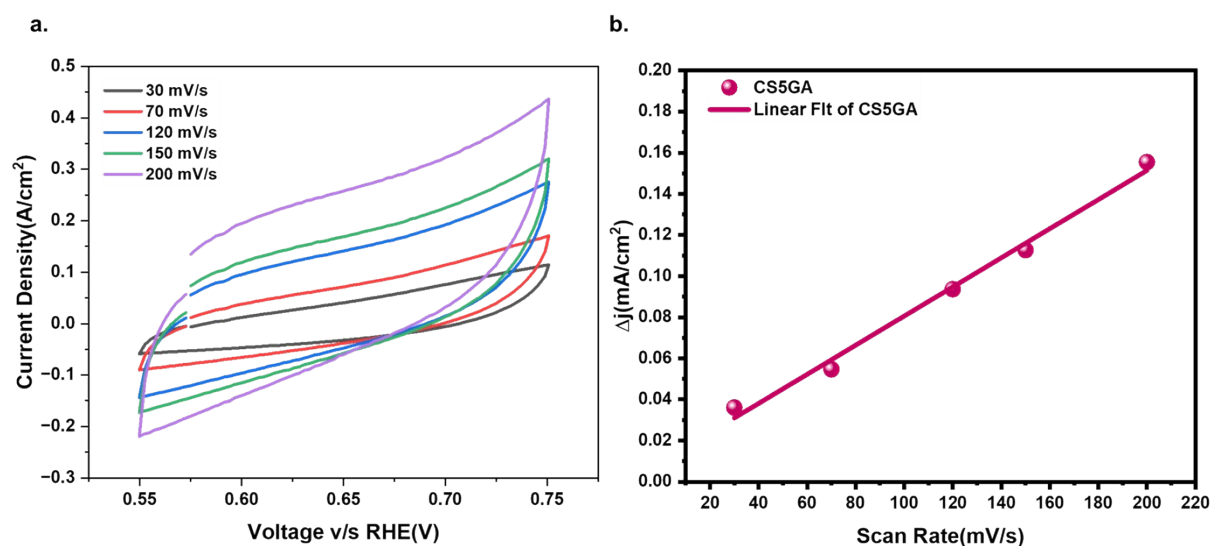 a.
0.5
0.4
0.3
0.2
0.1
0.0
−0.1
−0.2
−0.3
Current Density(A/cm²)
30 mV/s
70 mV/s
120 mV/s
150 mV/s
200 mV/s
0.55 0.60 0.65 0.70 0.75
Voltage v/s RHE(V)
b.
0.20
0.18
0.16
0.14
0.12
0.10
0.08
0.06
0.04
0.02
0.00
Δj(mA/cm²)
CS5GA
Linear FIt of CS5GA
20 40 60 80 100 120 140 160 180 200 220
Scan Rate(mV/s)